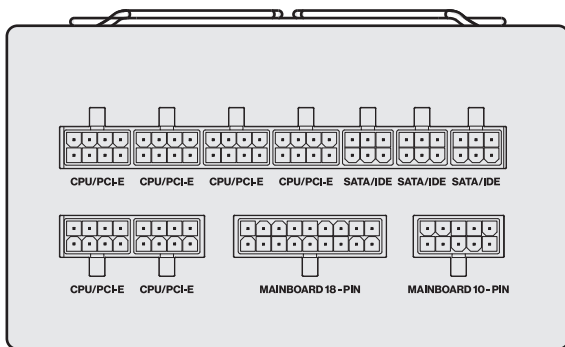 CPU/PCI-E CPU/PCI-E CPU/PCI-E CPU/PCI-E SATA/IDE SATA/IDE SATA/IDE
CPU/PCI-E CPU/PCI-E MAINBOARD 18-PIN MAINBOARD 10-PIN